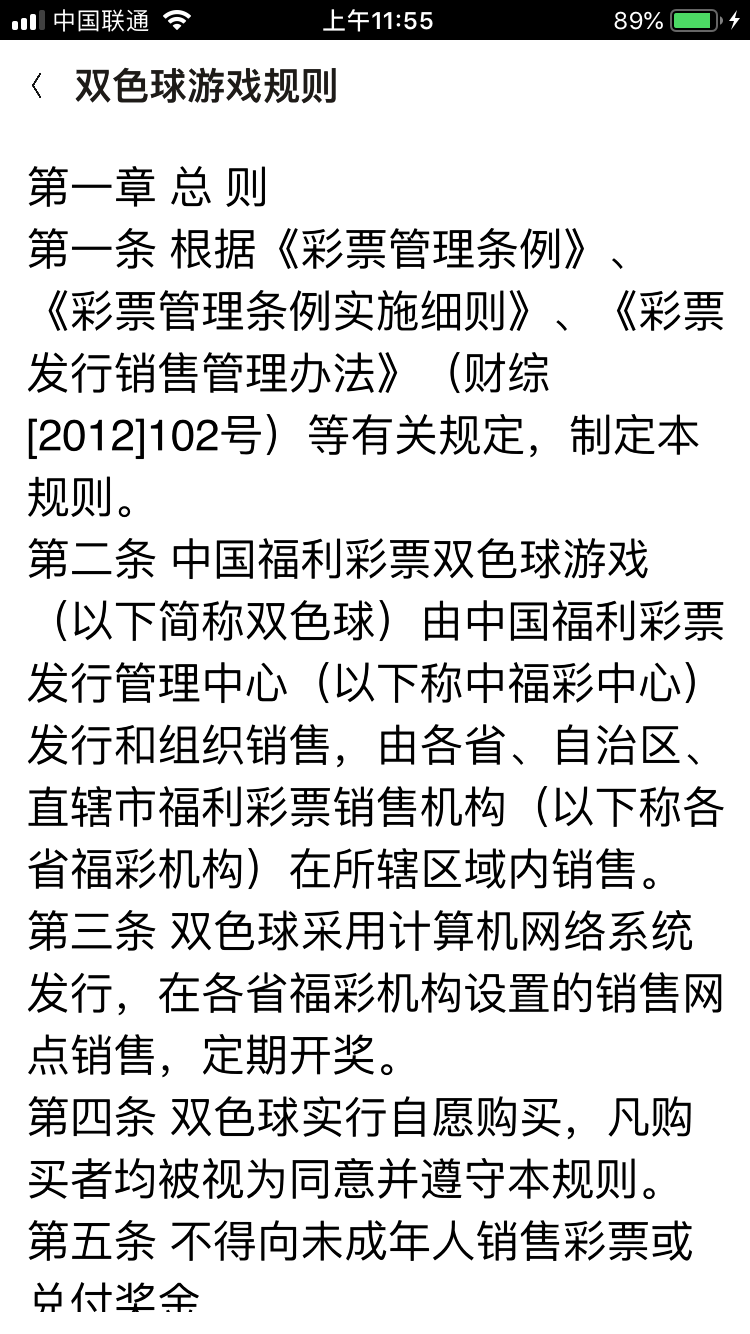 中国联通 上午11:55 89%
双色球游戏规则
第一章 总 则
第一条 根据《彩票管理条例》、
《彩票管理条例实施细则》、《彩票
发行销售管理办法》（财综
[2012]102号）等有关规定，制定本
规则。
第二条 中国福利彩票双色球游戏
（以下简称双色球）由中国福利彩票
发行管理中心（以下称中福彩中心）
发行和组织销售，由各省、自治区、
直辖市福利彩票销售机构（以下称各
省福彩机构）在所辖区域内销售。
第三条 双色球采用计算机网络系统
发行，在各省福彩机构设置的销售网
点销售，定期开奖。
第四条 双色球实行自愿购买，凡购
买者均被视为同意并遵守本规则。
第五条 不得向未成年人销售彩票或
兑付奖金